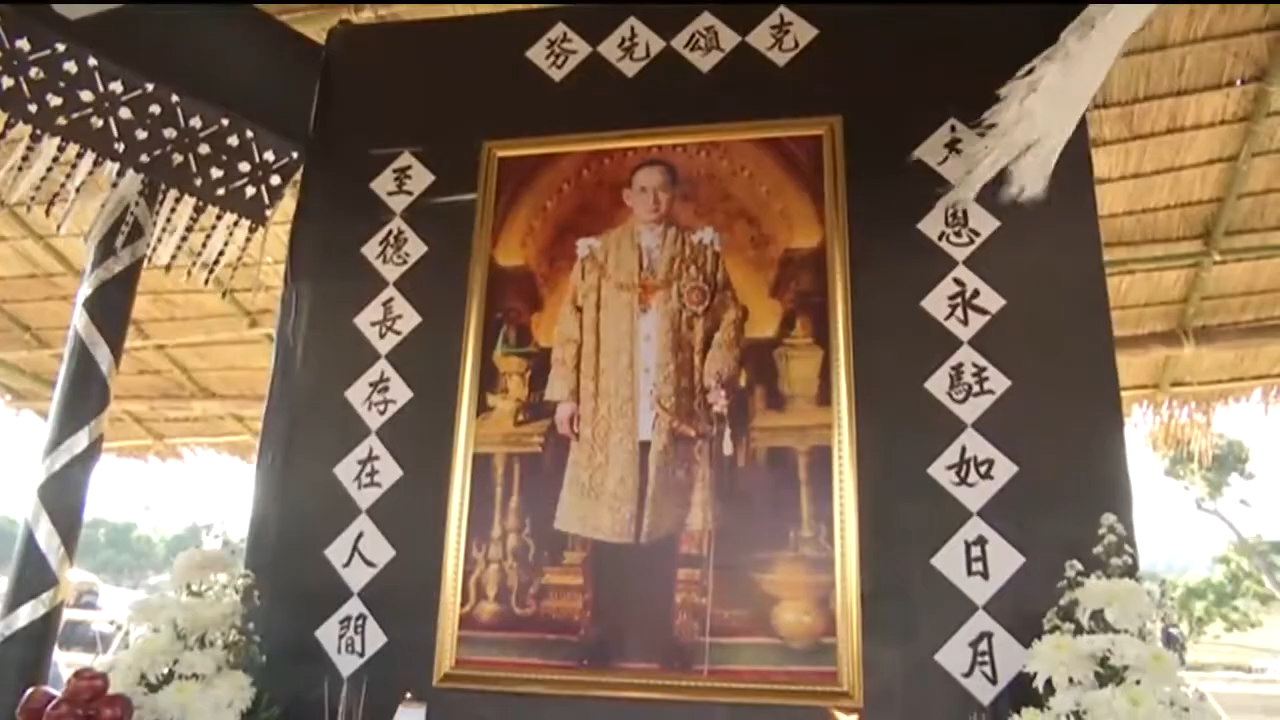 克頌先芬
恩永駐如日月
至德長存在人間